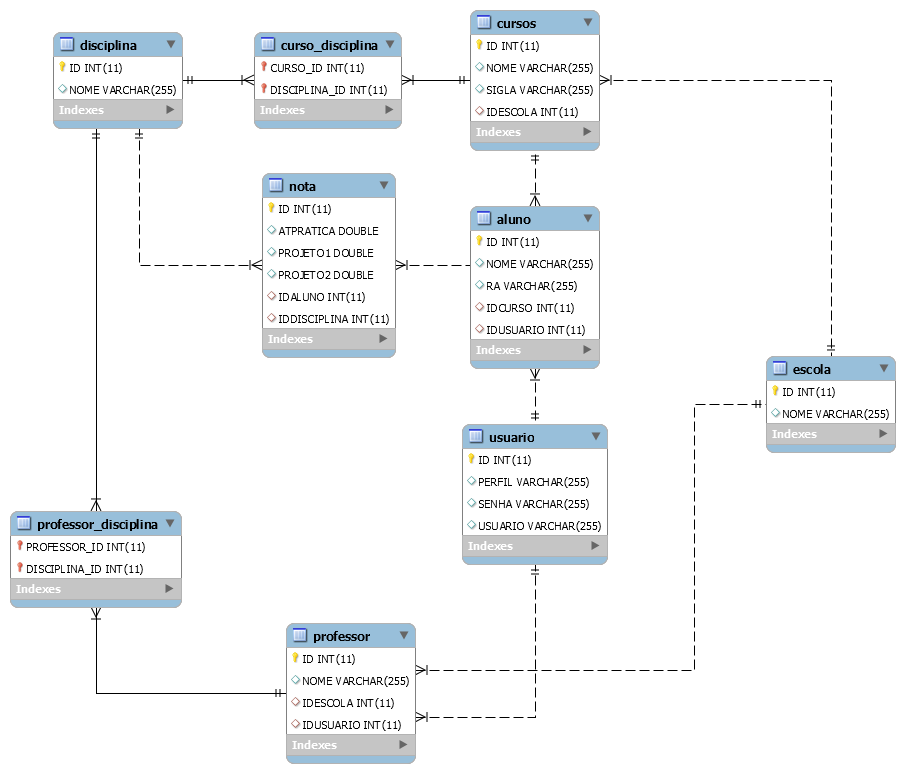 disciplina
ID INT(11)
NOME VARCHAR(255)
Indexes
curso_disciplina
CURSO_ID INT(11)
DISCIPLINA_ID INT(11)
Indexes
cursos
ID INT(11)
NOME VARCHAR(255)
SIGLA VARCHAR(255)
IDESCOLA INT(11)
Indexes
nota
ID INT(11)
ATPRATICA DOUBLE
PROJETO1 DOUBLE
PROJETO2 DOUBLE
IDALUNO INT(11)
IDDISCIPLINA INT(11)
Indexes
aluno
ID INT(11)
NOME VARCHAR(255)
RA VARCHAR(255)
IDCURSO INT(11)
IDUSUARIO INT(11)
Indexes
escola
ID INT(11)
NOME VARCHAR(255)
Indexes
usuario
ID INT(11)
PERFIL VARCHAR(255)
SENHA VARCHAR(255)
USUARIO VARCHAR(255)
Indexes
professor_disciplina
PROFESSOR_ID INT(11)
DISCIPLINA_ID INT(11)
Indexes
professor
ID INT(11)
NOME VARCHAR(255)
IDESCOLA INT(11)
IDUSUARIO INT(11)
Indexes